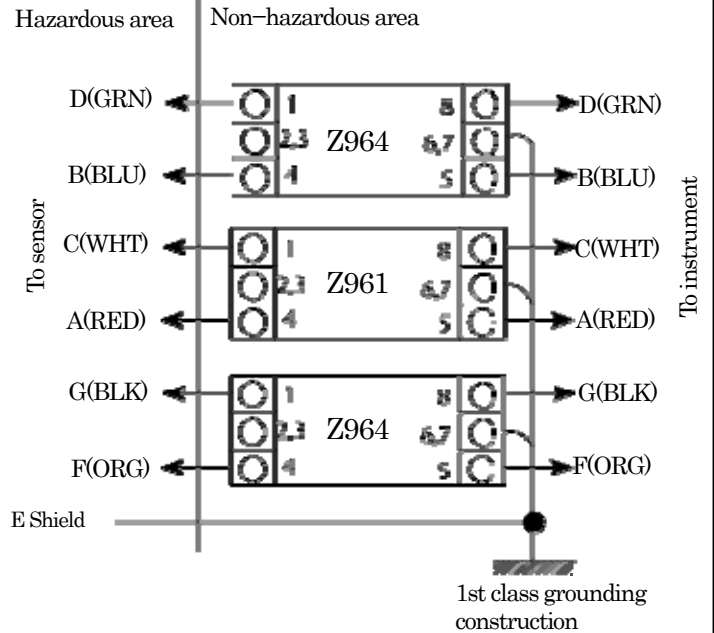 Hazardous area
Non-hazardous area
D(GRN) 1 8 D(GRN)
2,3 Z964 6,7
B(BLU) 4 5 B(BLU)
To sensor
To instrument
C(WHT) 1 8 C(WHT)
2,3 Z961 6,7
A(RED) 4 5 A(RED)
G(BLK) 1 8 G(BLK)
2,3 Z964 6,7
F(ORG) 4 5 F(ORG)
E Shield
1st class grounding
construction